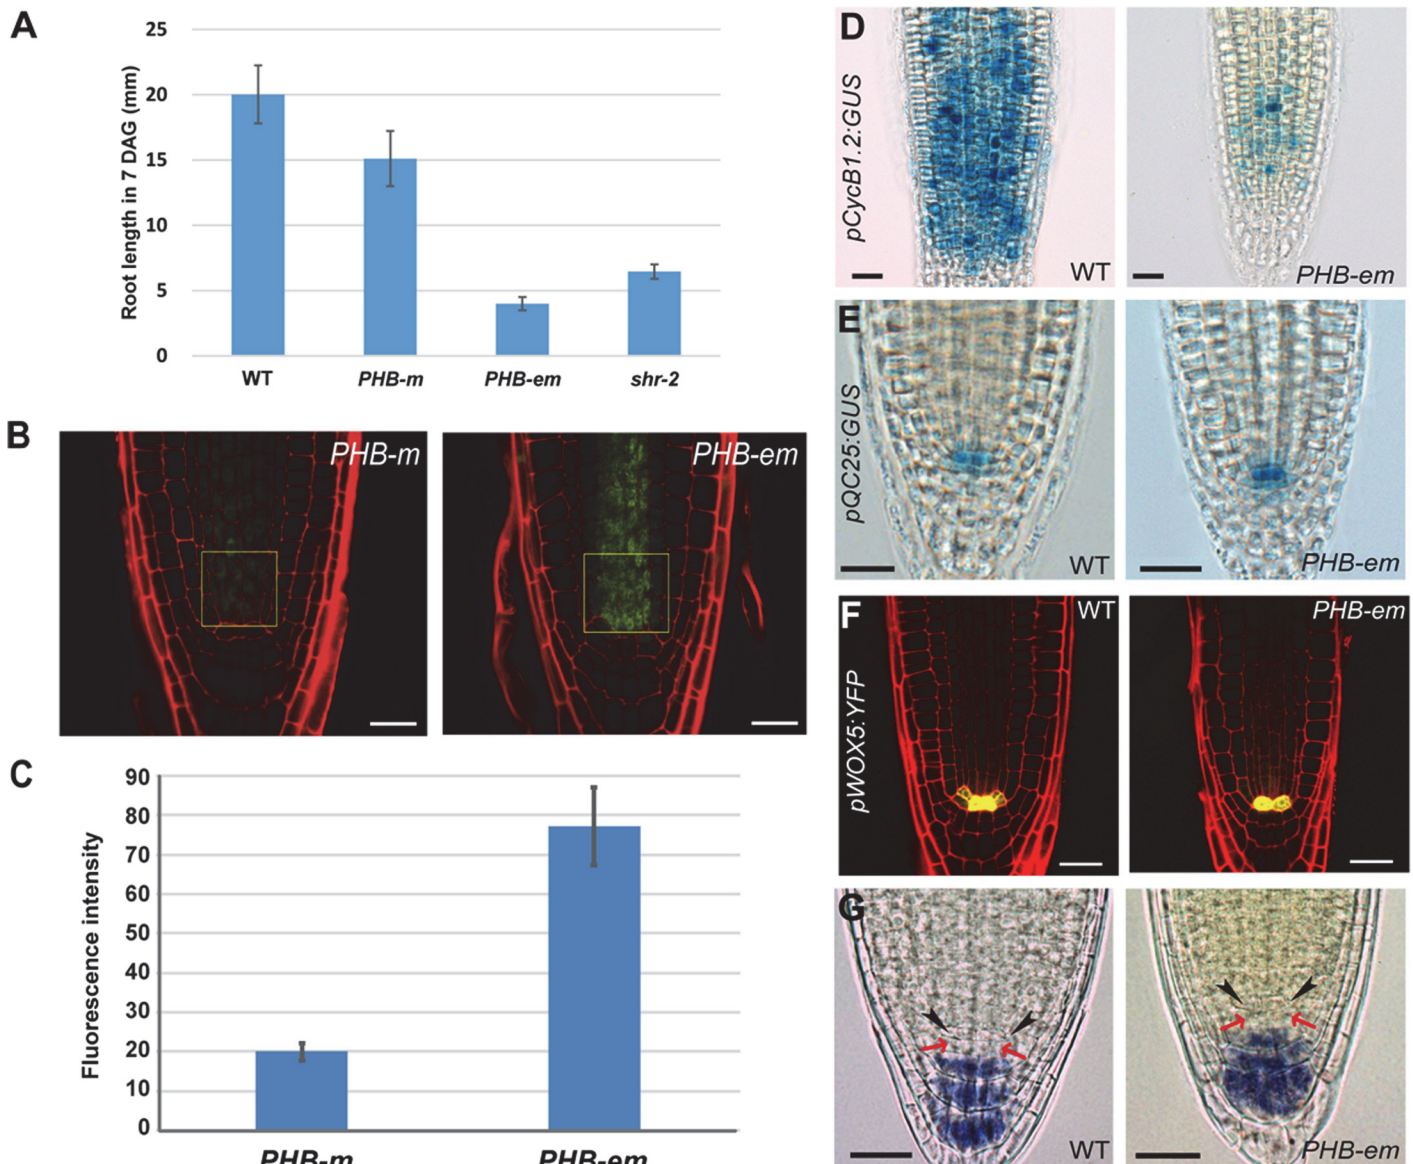 A
Root length in 7 DAG (mm)
25
20
15
10
5
0
WT PHB-m PHB-em shr-2
B
PHB-m
PHB-em
C
Fluorescence intensity
90
80
70
60
50
40
30
20
10
0
PHB-m PHB-em
D
pCycB1.2:GUS
WT
PHB-em
E
pQC25:GUS
WT
PHB-em
F
pWOX5:YFP
WT
PHB-em
G
WT
PHB-em